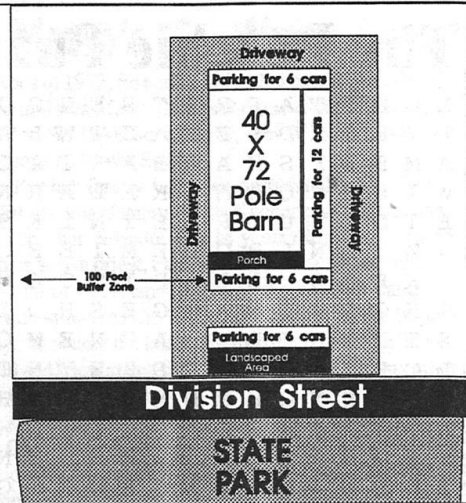 Driveway
Parking for 6 cars
40
X
72
Pole
Barn
Parking for 12 cars
Driveway
Driveway
Porch
100 Foot
Buffer Zone
Parking for 6 cars
Parking for 6 cars
Landscaped
Area
Division Street
STATE
PARK